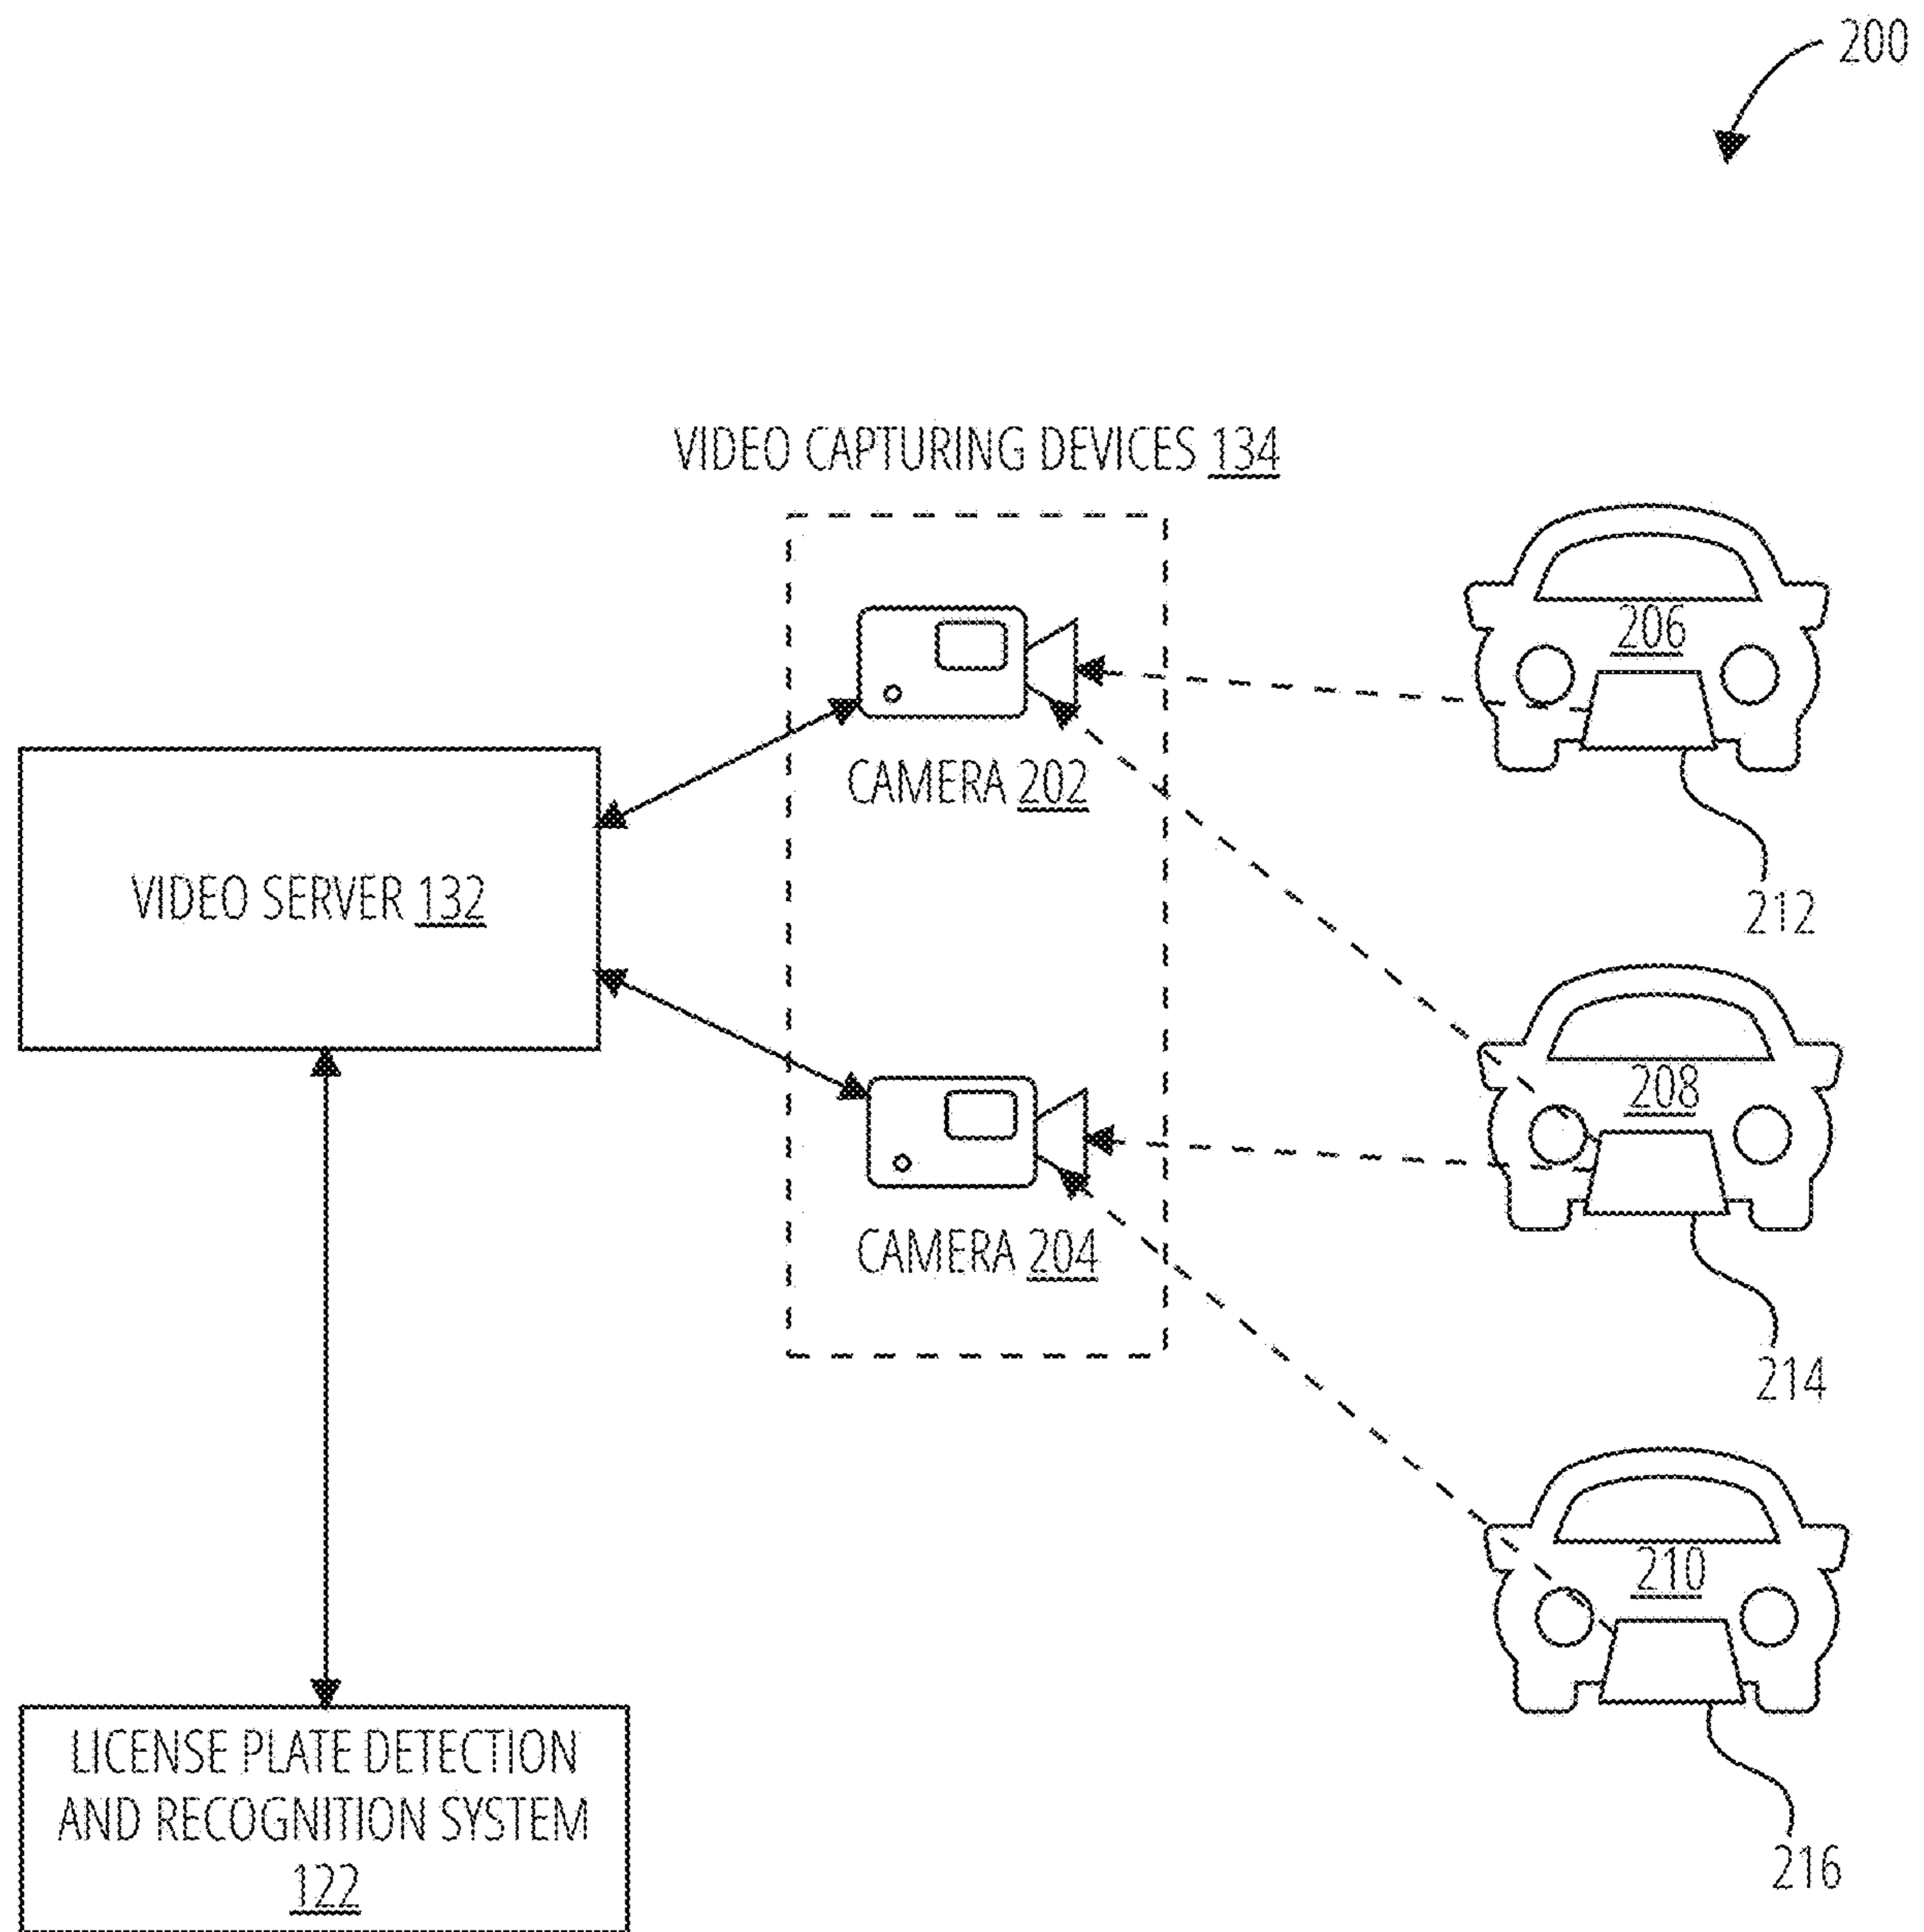 200
VIDEO CAPTURING DEVICES 134
206
CAMERA 202
VIDEO SERVER 132
212
208
CAMERA 204
214
210
LICENSE PLATE DETECTION
AND RECOGNITION SYSTEM
122
216